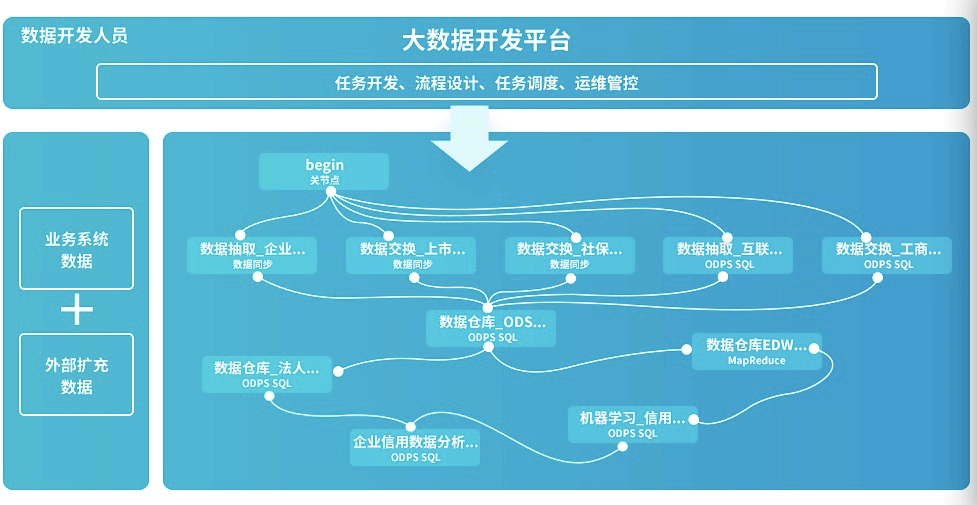 数据开发人员
大数据开发平台
任务开发、流程设计、任务调度、运维管控
业务系统
数据
外部扩充
数据
begin
关节点
数据抽取_企业...
数据同步
数据交换_上市...
数据同步
数据交换_社保...
数据同步
数据抽取_互联...
ODPS SQL
数据交换_工商...
ODPS SQL
数据仓库_ODS...
ODPS SQL
数据仓库EDW...
MapReduce
数据仓库_法人...
ODPS SQL
机器学习_信用...
ODPS SQL
企业信用数据分析...
ODPS SQL